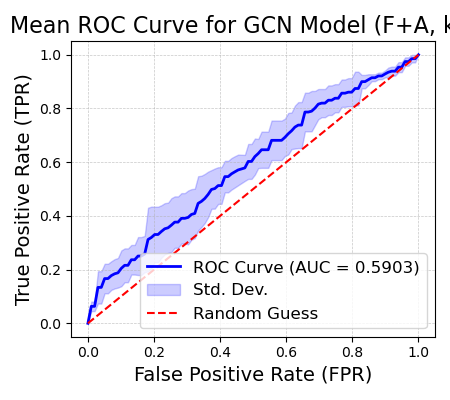 Mean ROC Curve for GCN Model (F+A, k
True Positive Rate (TPR)
1.0
0.8
0.6
0.4
0.2
0.0
ROC Curve (AUC = 0.5903)
Std. Dev.
Random Guess
0.0 0.2 0.4 0.6 0.8 1.0
False Positive Rate (FPR)